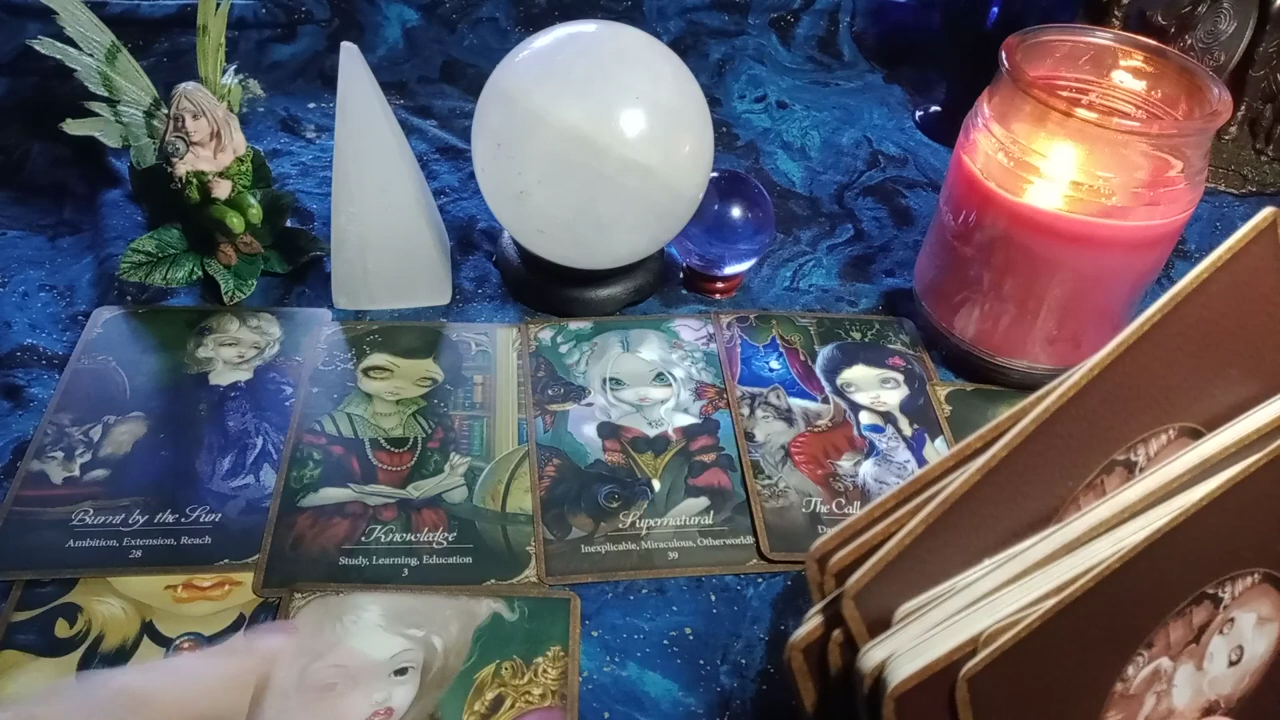 Burnt by the Sun
Ambition, Extension, Reach
28
Knowledge
Study, Learning, Education
3
Supernatural
Inexplicable, Miraculous, Otherworldly
39
The Call